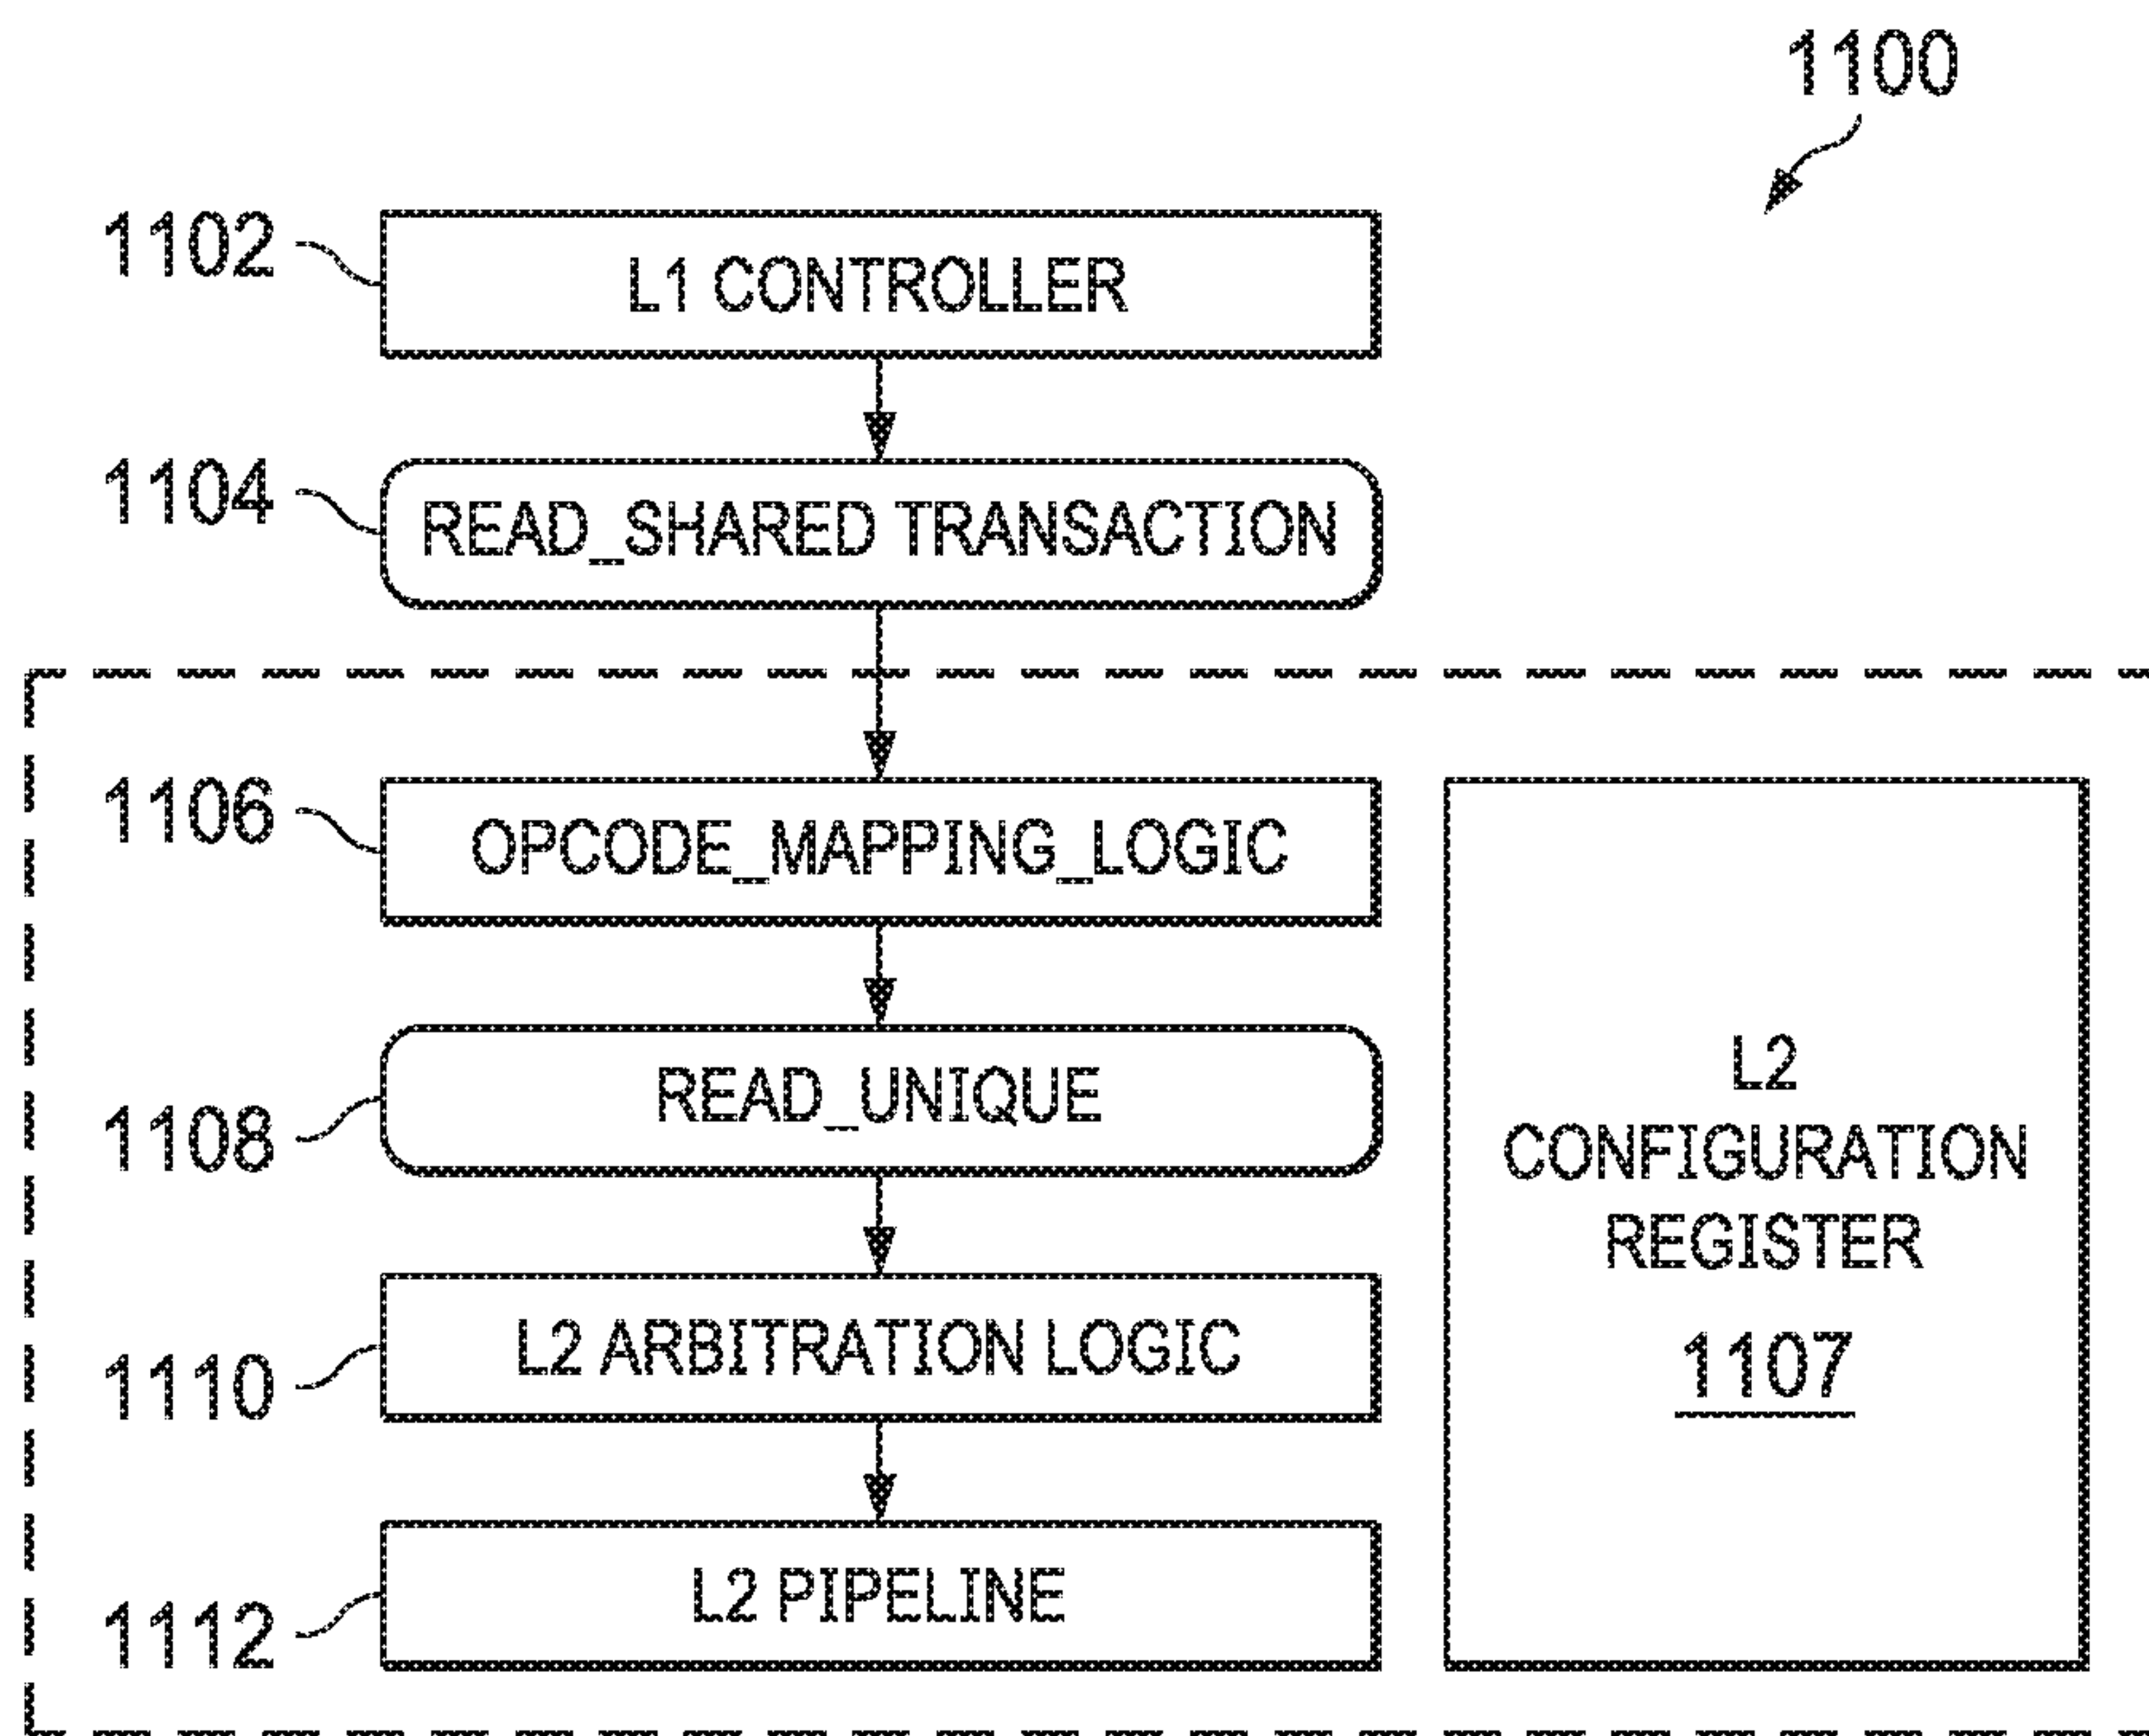 1100
1102
L1 CONTROLLER
1104
READ_SHARED TRANSACTION
1106
OPCODE_MAPPING_LOGIC
1108
READ_UNIQUE
1110
L2 ARBITRATION LOGIC
1112
L2 PIPELINE
L2
CONFIGURATION
REGISTER
1107